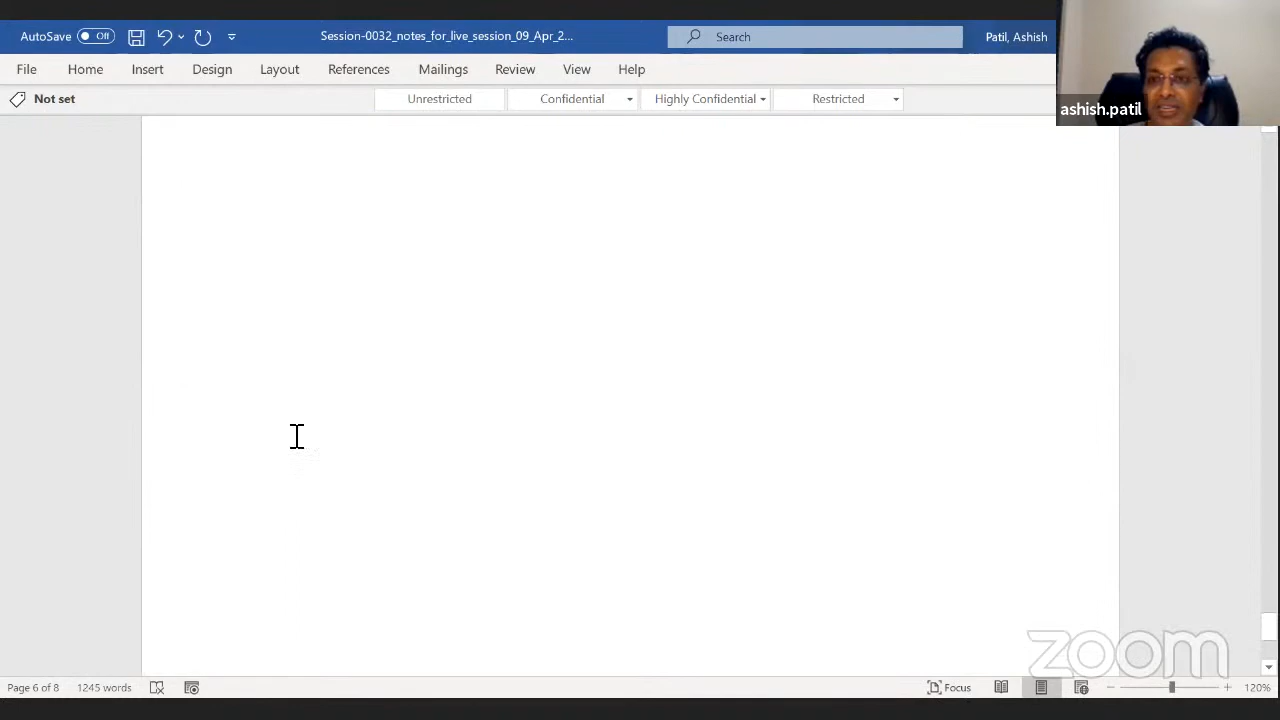 AutoSave Off
Session-0032_notes_for_live_session_09_Apr_2...
Search
Patil, Ashish
File Home Insert Design Layout References Mailings Review View Help
Not set
Unrestricted Confidential Highly Confidential Restricted
ashish.patil
zoom
Page 6 of 8 1245 words
Focus
120%